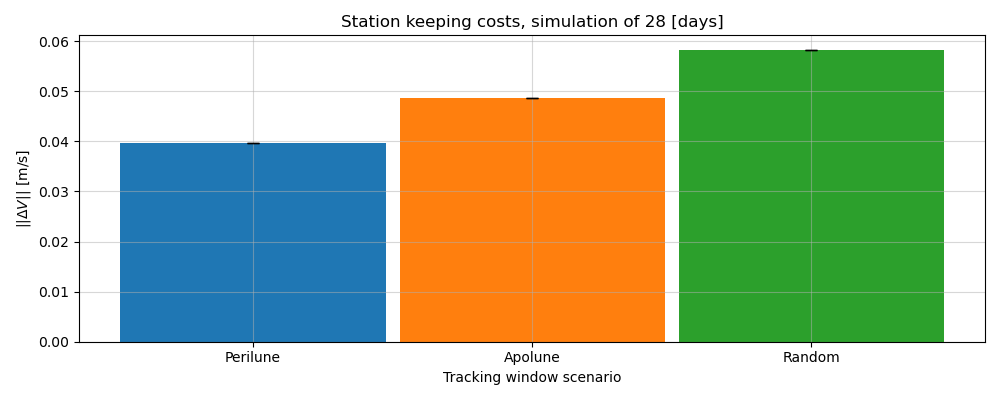 Station keeping costs, simulation of 28 [days]
0.06
0.05
0.04
0.03
0.02
0.01
0.00
||ΔV|| [m/s]
Perilune
Apolune
Random
Tracking window scenario